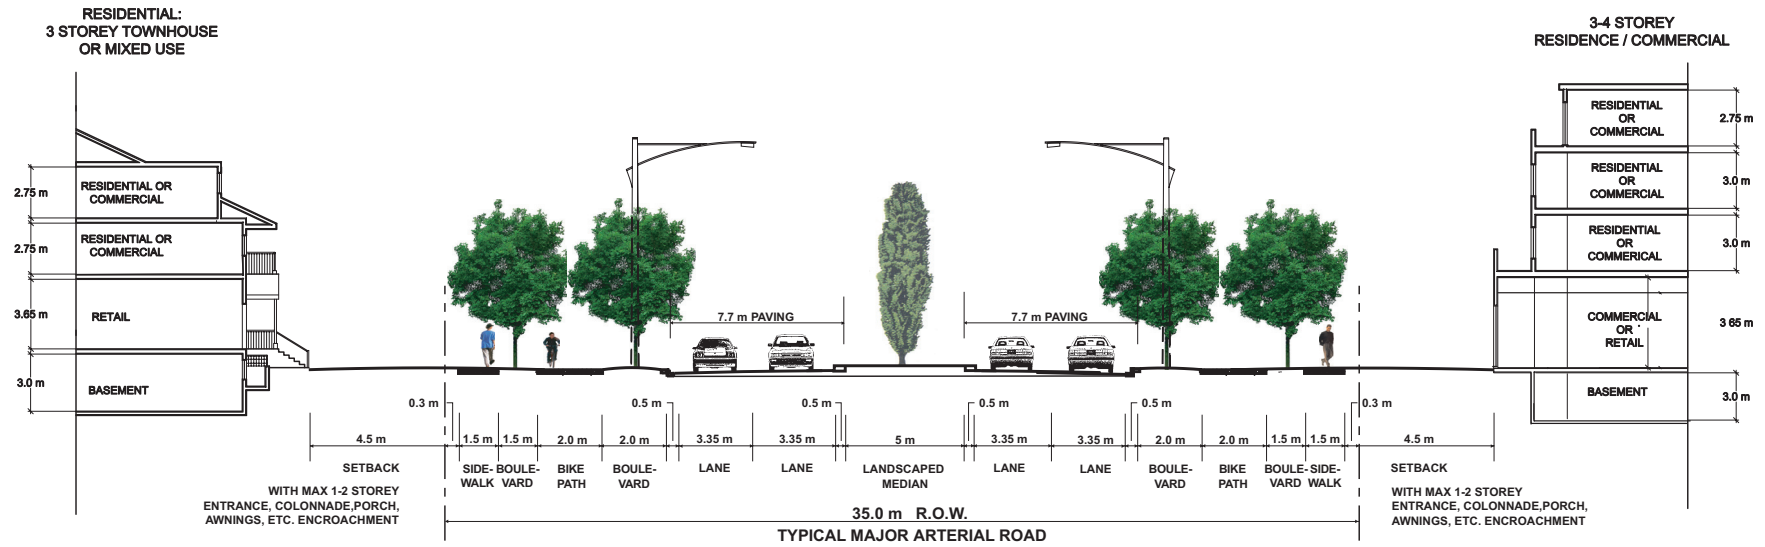 RESIDENTIAL:
3 STOREY TOWNHOUSE
OR MIXED USE
3-4 STOREY
RESIDENCE / COMMERCIAL
2.75 m
RESIDENTIAL OR
COMMERCIAL
2.75 m
RESIDENTIAL OR
COMMERCIAL
3.65 m
RETAIL
3.0 m
BASEMENT
7.7 m PAVING
7.7 m PAVING
RESIDENTIAL
OR
COMMERCIAL
2.75 m
RESIDENTIAL
OR
COMMERCIAL
3.0 m
RESIDENTIAL
OR
COMMERICAL
3.0 m
COMMERCIAL
OR
RETAIL
3 65 m
BASEMENT
3.0 m
0.3 m
0.5 m
0.5 m
0.5 m
0.5 m
0.3 m
4.5 m
1.5 m
1.5 m
2.0 m
2.0 m
3.35 m
3.35 m
5 m
3.35 m
3.35 m
2.0 m
2.0 m
1.5 m
1.5 m
4.5 m
SETBACK
SIDE-
WALK
BOULE-
VARD
BIKE
PATH
BOULE-
VARD
LANE
LANE
LANDSCAPED
MEDIAN
LANE
LANE
BOULE-
VARD
BIKE
PATH
BOULE-
VARD
SIDE-
WALK
SETBACK
WITH MAX 1-2 STOREY
ENTRANCE, COLONNADE,PORCH,
AWNINGS, ETC. ENCROACHMENT
WITH MAX 1-2 STOREY
ENTRANCE, COLONNADE,PORCH,
AWNINGS, ETC. ENCROACHMENT
35.0 m R.O.W.
TYPICAL MAJOR ARTERIAL ROAD